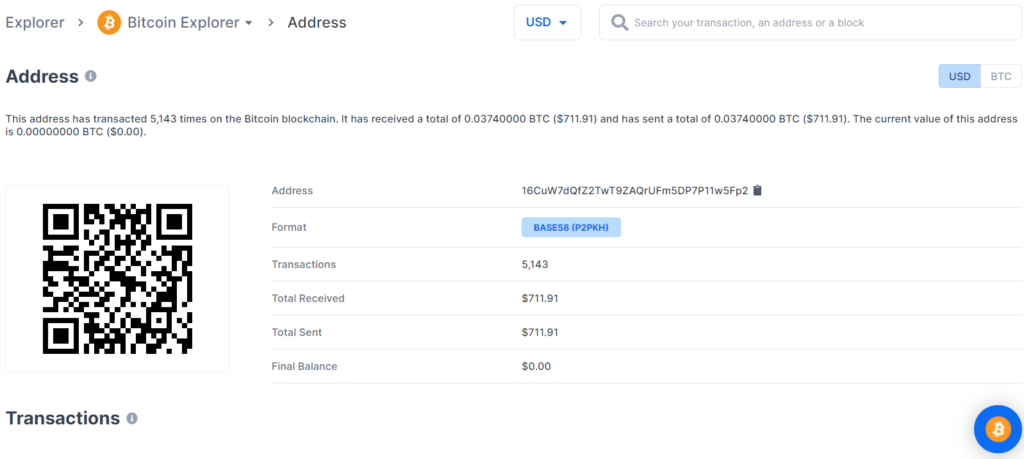 Explorer > Bitcoin Explorer > Address
USD
Search your transaction, an address or a block
Address
USD BTC
This address has transacted 5,143 times on the Bitcoin blockchain. It has received a total of 0.03740000 BTC ($711.91) and has sent a total of 0.03740000 BTC ($711.91). The current value of this address
is 0.00000000 BTC ($0.00).
Address 16CuW7dQfZ2TwT9ZAQrUFm5DP7P11w5Fp2
Format BASE58 (P2PKH)
Transactions 5,143
Total Received $711.91
Total Sent $711.91
Final Balance $0.00
Transactions